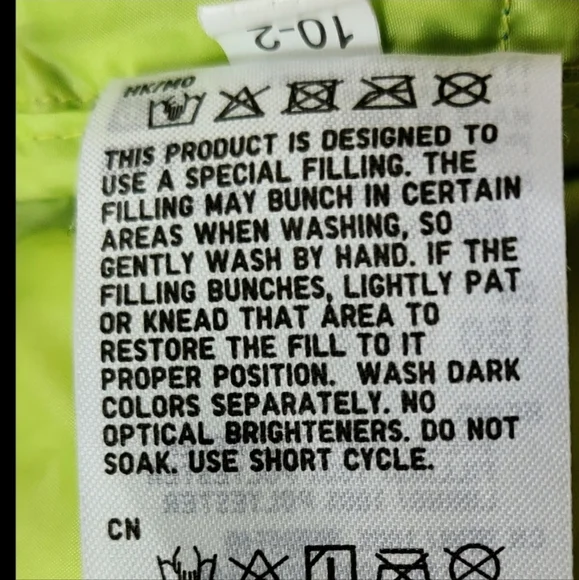 10-2
HK/MO
THIS PRODUCT IS DESIGNED TO
USE A SPECIAL FILLING. THE
FILLING MAY BUNCH IN CERTAIN
AREAS WHEN WASHING, SO
GENTLY WASH BY HAND. IF THE
FILLING BUNCHES, LIGHTLY PAT
OR KNEAD THAT AREA TO
RESTORE THE FILL TO IT
PROPER POSITION. WASH DARK
COLORS SEPARATELY. NO
OPTICAL BRIGHTENERS. DO NOT
SOAK. USE SHORT CYCLE.
CN